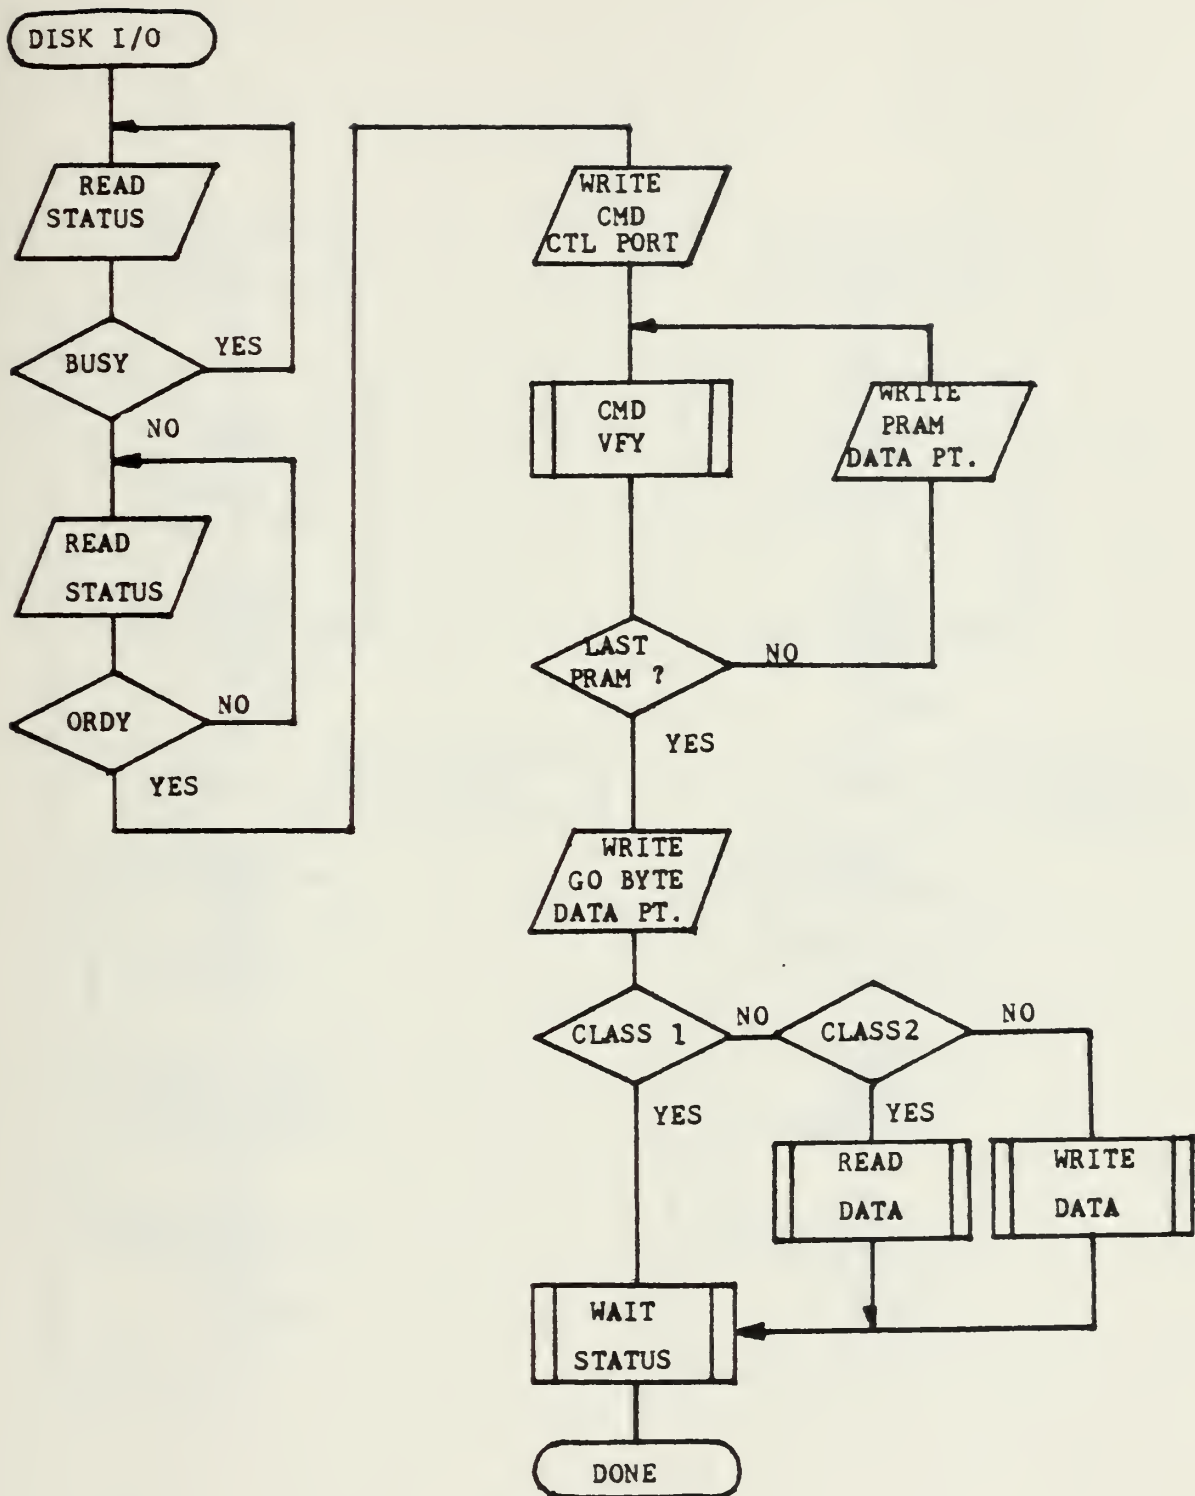 DISK I/O
READ
STATUS
BUSY
YES
NO
READ
STATUS
ORDY
NO
YES
WRITE
CMD
CTL PORT
CMD
VFY
WRITE
PRAM
DATA PT.
LAST
PRAM ?
NO
YES
WRITE
GO BYTE
DATA PT.
CLASS 1
NO
CLASS2
NO
YES
YES
READ
DATA
WRITE
DATA
WAIT
STATUS
DONE